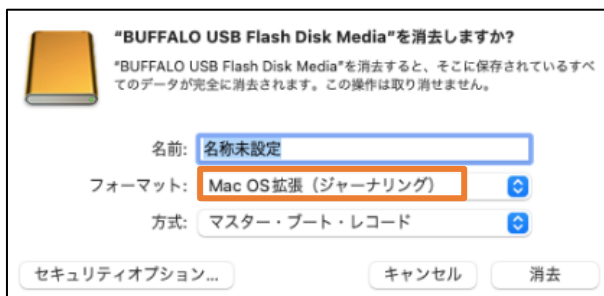 "BUFFALO USB Flash Disk Media"を消去しますか?
"BUFFALO USB Flash Disk Media"を消去すると、そこに保存されているすべ
てのデータが完全に消去されます。この操作は取り消せません。
名前: 名称未設定
フォーマット: Mac OS拡張（ジャーナリング）
方式: マスター・ブート・レコード
セキュリティオプション... キャンセル 消去